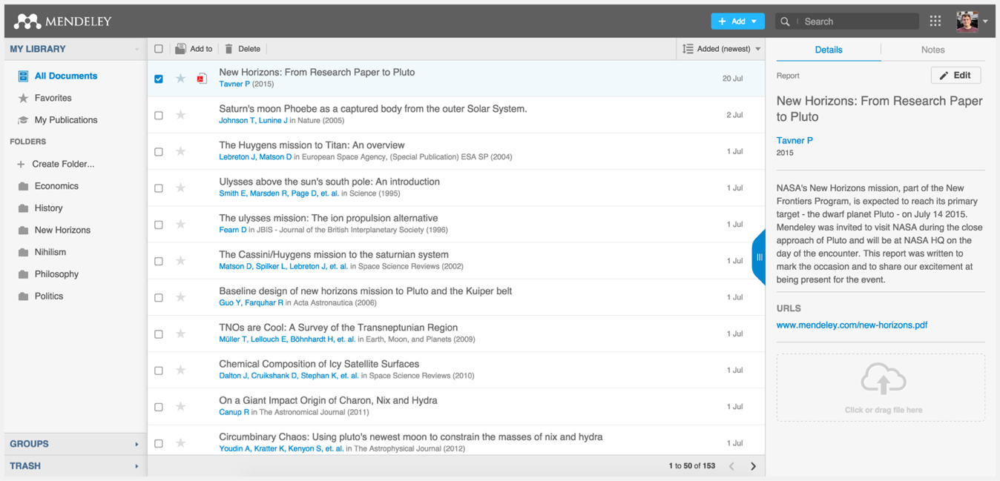 MENDELEY
Add
Search
MY LIBRARY
All Documents
Favorites
My Publications
FOLDERS
Create Folder...
Economics
History
New Horizons
Nihilism
Philosophy
Politics
GROUPS
TRASH
Add to
Delete
Added (newest)
New Horizons: From Research Paper to Pluto
Tavner P (2015)
20 Jul
Saturn's moon Phoebe as a captured body from the outer Solar System.
Johnson T, Lunine J in Nature (2005)
2 Jul
The Huygens mission to Titan: An overview
Lebreton J, Matson D in European Space Agency, (Special Publication) ESA SP (2004)
1 Jul
Ulysses above the sun's south pole: An introduction
Smith E, Marsden R, Page D, et. al. in Science (1995)
1 Jul
The ulysses mission: The ion propulsion alternative
Fearn D in JBIS - Journal of the British Interplanetary Society (1996)
1 Jul
The Cassini/Huygens mission to the saturnian system
Matson D, Spilker L, Lebreton J, et. al. in Space Science Reviews (2002)
1 Jul
Baseline design of new horizons mission to Pluto and the Kuiper belt
Guo Y, Farquhar R in Acta Astronautica (2006)
1 Jul
TNOs are Cool: A Survey of the Transneptunian Region
Müller T, Lellouch E, Böhnhardt H, et. al. in Earth, Moon, and Planets (2009)
1 Jul
Chemical Composition of Icy Satellite Surfaces
Dalton J, Cruikshank D, Stephan K, et. al. in Space Science Reviews (2010)
1 Jul
On a Giant Impact Origin of Charon, Nix and Hydra
Canup R in The Astronomical Journal (2011)
1 Jul
Circumbinary Chaos: Using pluto's newest moon to constrain the masses of nix and hydra
Youdin A, Kratter K, Kenyon S, et. al. in The Astrophysical Journal (2012)
1 Jul
1 to 50 of 153
Details
Notes
Report
Edit
New Horizons: From Research Paper
to Pluto
Tavner P
2015
NASA's New Horizons mission, part of the New
Frontiers Program, is expected to reach its primary
target - the dwarf planet Pluto - on July 14 2015.
Mendeley was invited to visit NASA during the close
approach of Pluto and will be at NASA HQ on the
day of the encounter. This report was written to
mark the occasion and to share our excitement at
being present for the event.
URLS
www.mendeley.com/new-horizons.pdf
Click or drag file here